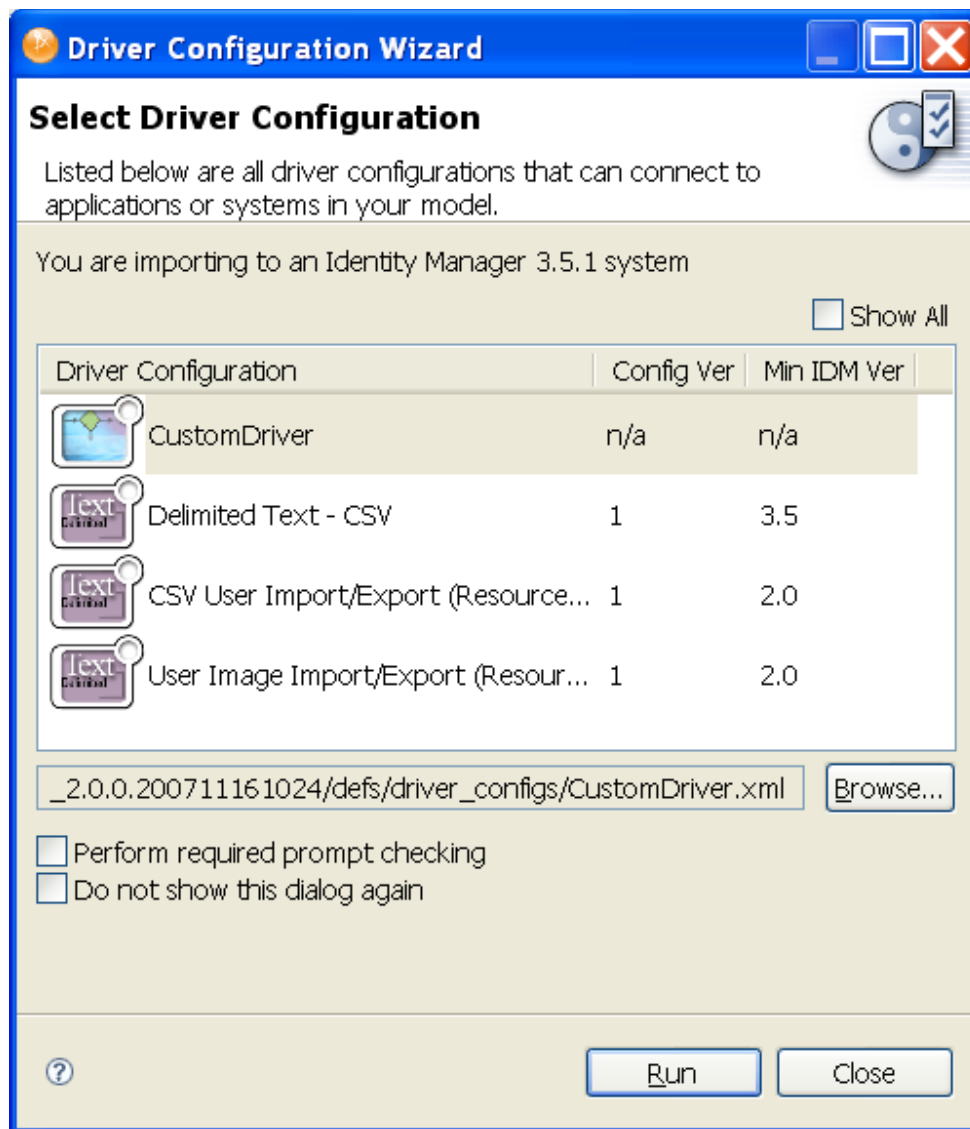 Driver Configuration Wizard
Select Driver Configuration
Listed below are all driver configurations that can connect to
applications or systems in your model.
You are importing to an Identity Manager 3.5.1 system
Show All
Driver Configuration Config Ver Min IDM Ver
CustomDriver n/a n/a
Text
Delimited Text - CSV 1 3.5
Text
CSV User Import/Export (Resource... 1 2.0
Text
User Image Import/Export (Resour... 1 2.0
_2.0.0.200711161024/defs/driver_configs/CustomDriver.xml Browse...
Perform required prompt checking
Do not show this dialog again
? Run Close